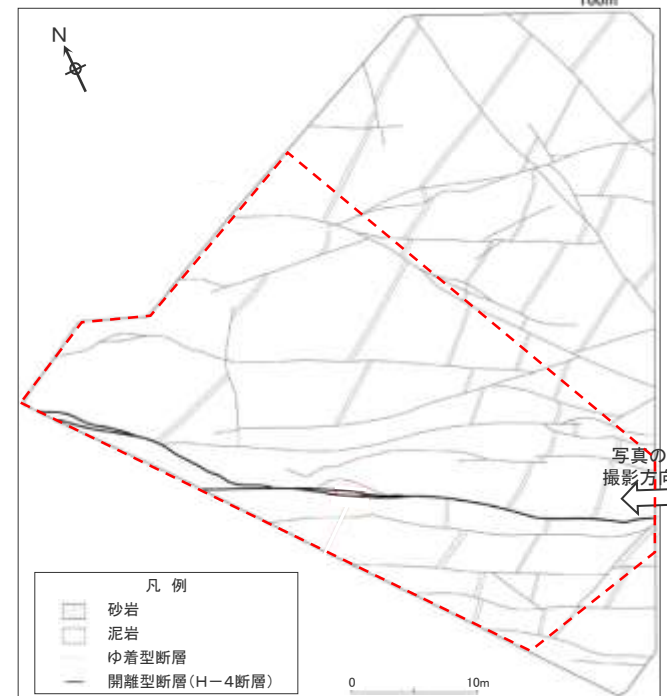 100m
N
写真の
撮影方向
凡 例
砂岩
泥岩
ゆ着型断層
開離型断層(H-4断層)
0 10m